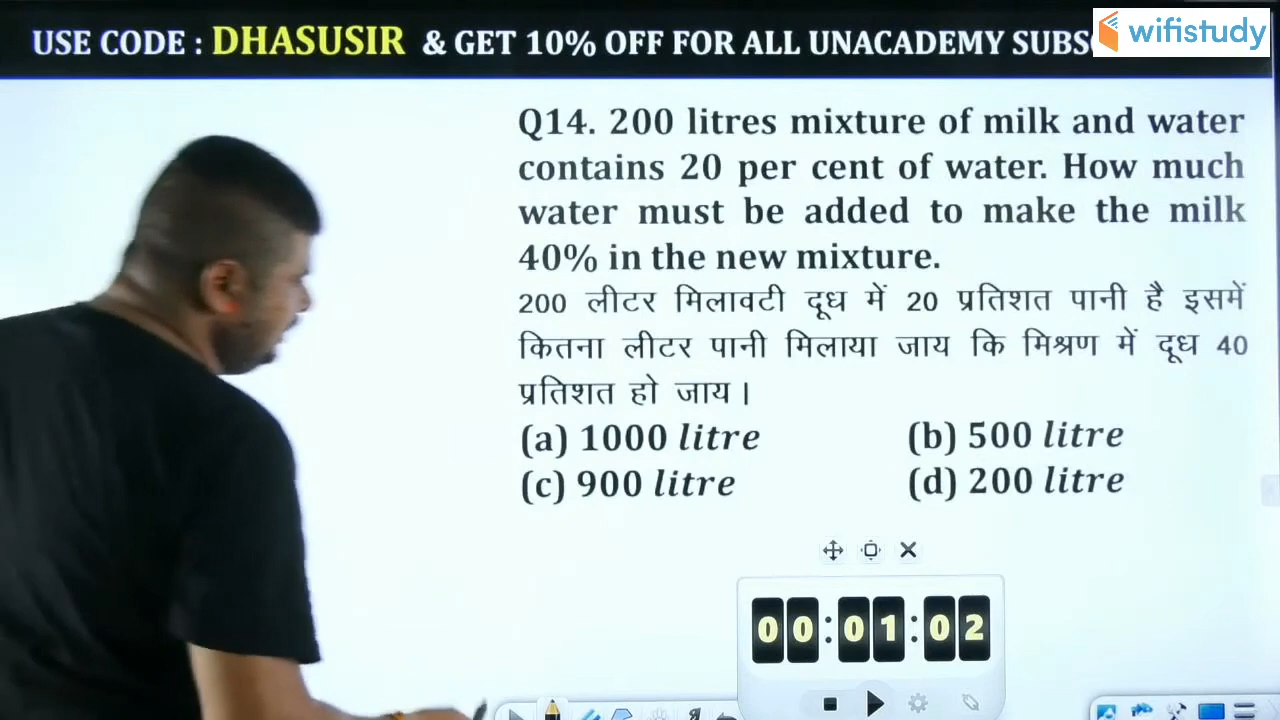 USE CODE : DHASUSIR & GET 10% OFF FOR ALL UNACADEMY
wifistudy
Q14. 200 litres mixture of milk and water
contains 20 per cent of water. How much
water must be added to make the milk
40% in the new mixture.
200 लीटर मिलावटी दूध में 20 प्रतिशत पानी है इसमें
कितना लीटर पानी मिलाया जाय कि मिश्रण में दूध 40
प्रतिशत हो जाय।
(a) 1000 litre (b) 500 litre
(c) 900 litre (d) 200 litre
00:01:02